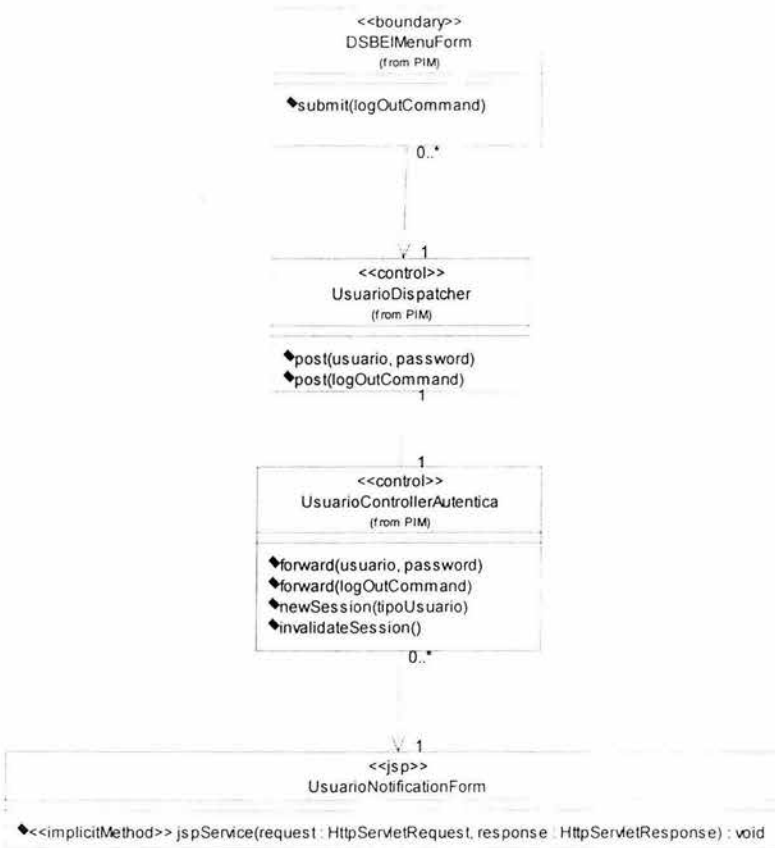 <<boundary>>
DSBEIMenuForm
(from PIM)
submit(logOutCommand)
0..*
1
<<control>>
UsuarioDispatcher
(from PIM)
post(usuario, password)
post(logOutCommand)
1
1
<<control>>
UsuarioControllerAutentica
(from PIM)
forward(usuario, password)
forward(logOutCommand)
newSession(tipoUsuario)
invalidateSession()
0..*
1
<<jsp>>
UsuarioNotificationForm
<<implicitMethod>> jspService(request : HttpServletRequest, response : HttpServletResponse) : void